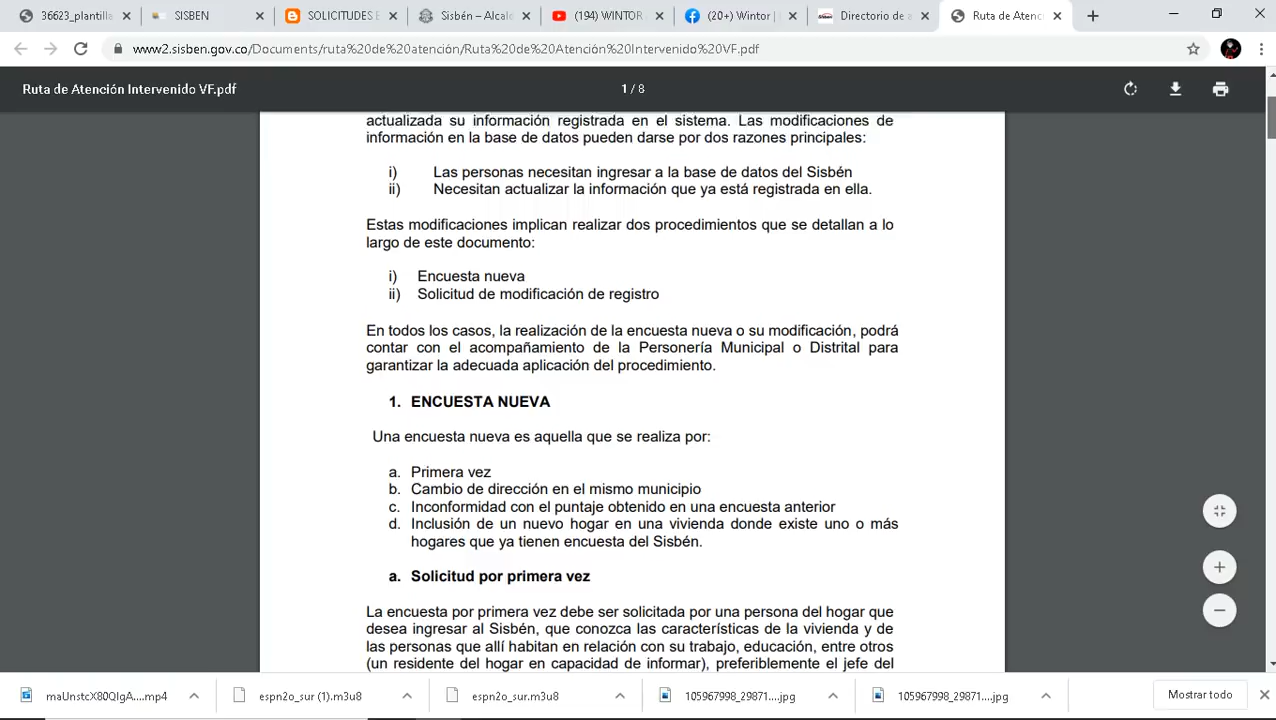 36623_plantilla
SISBEN
SOLICITUDES E
Sisbén – Alcal
(194) WINTOR
(20+) Wintor |
Directorio de a
Ruta de Atenc
www2.sisben.gov.co/Documents/ruta%20de%20atención/Ruta%20de%20Atención%20Intervenido%20VF.pdf
Ruta de Atención Intervenido VF.pdf
1 / 8
actualizada su información registrada en el sistema. Las modificaciones de
información en la base de datos pueden darse por dos razones principales:
i) Las personas necesitan ingresar a la base de datos del Sisbén
ii) Necesitan actualizar la información que ya está registrada en ella.
Estas modificaciones implican realizar dos procedimientos que se detallan a lo
largo de este documento:
i) Encuesta nueva
ii) Solicitud de modificación de registro
En todos los casos, la realización de la encuesta nueva o su modificación, podrá
contar con el acompañamiento de la Personería Municipal o Distrital para
garantizar la adecuada aplicación del procedimiento.
1. ENCUESTA NUEVA
Una encuesta nueva es aquella que se realiza por:
a. Primera vez
b. Cambio de dirección en el mismo municipio
c. Inconformidad con el puntaje obtenido en una encuesta anterior
d. Inclusión de un nuevo hogar en una vivienda donde existe uno o más
hogares que ya tienen encuesta del Sisbén.
a. Solicitud por primera vez
La encuesta por primera vez debe ser solicitada por una persona del hogar que
desea ingresar al Sisbén, que conozca las características de la vivienda y de
las personas que allí habitan en relación con su trabajo, educación, entre otros
(un residente del hogar en capacidad de informar), preferiblemente el jefe del
maUnstcX80QIgA....mp4
espn2o_sur (1).m3u8
espn2o_sur.m3u8
105967998_29871....jpg
105967998_29871....jpg
Mostrar todo